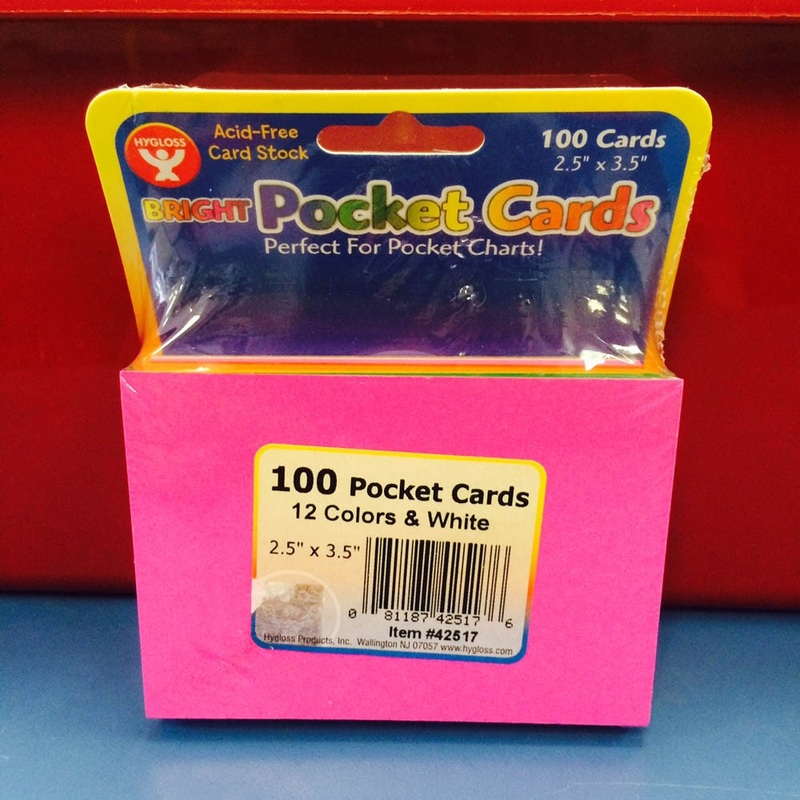 HYGLOSS
Acid-Free
Card Stock
100 Cards
2.5" x 3.5"
BRIGHT Pocket Cards
Perfect For Pocket Charts!
100 Pocket Cards
12 Colors & White
2.5" x 3.5"
0 81187 42517 6
Item #42517
Hygloss Products, Inc. Wallington NJ 07057 www.hygloss.com